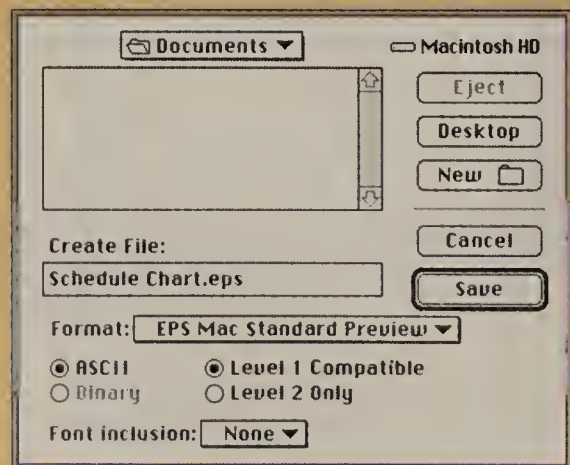 Documents
Macintosh HD
Eject
Desktop
New
Create File:
Cancel
Schedule Chart.eps
Save
Format: EPS Mac Standard Preview
ASCII
Level 1 Compatible
Binary
Level 2 Only
Font inclusion: None